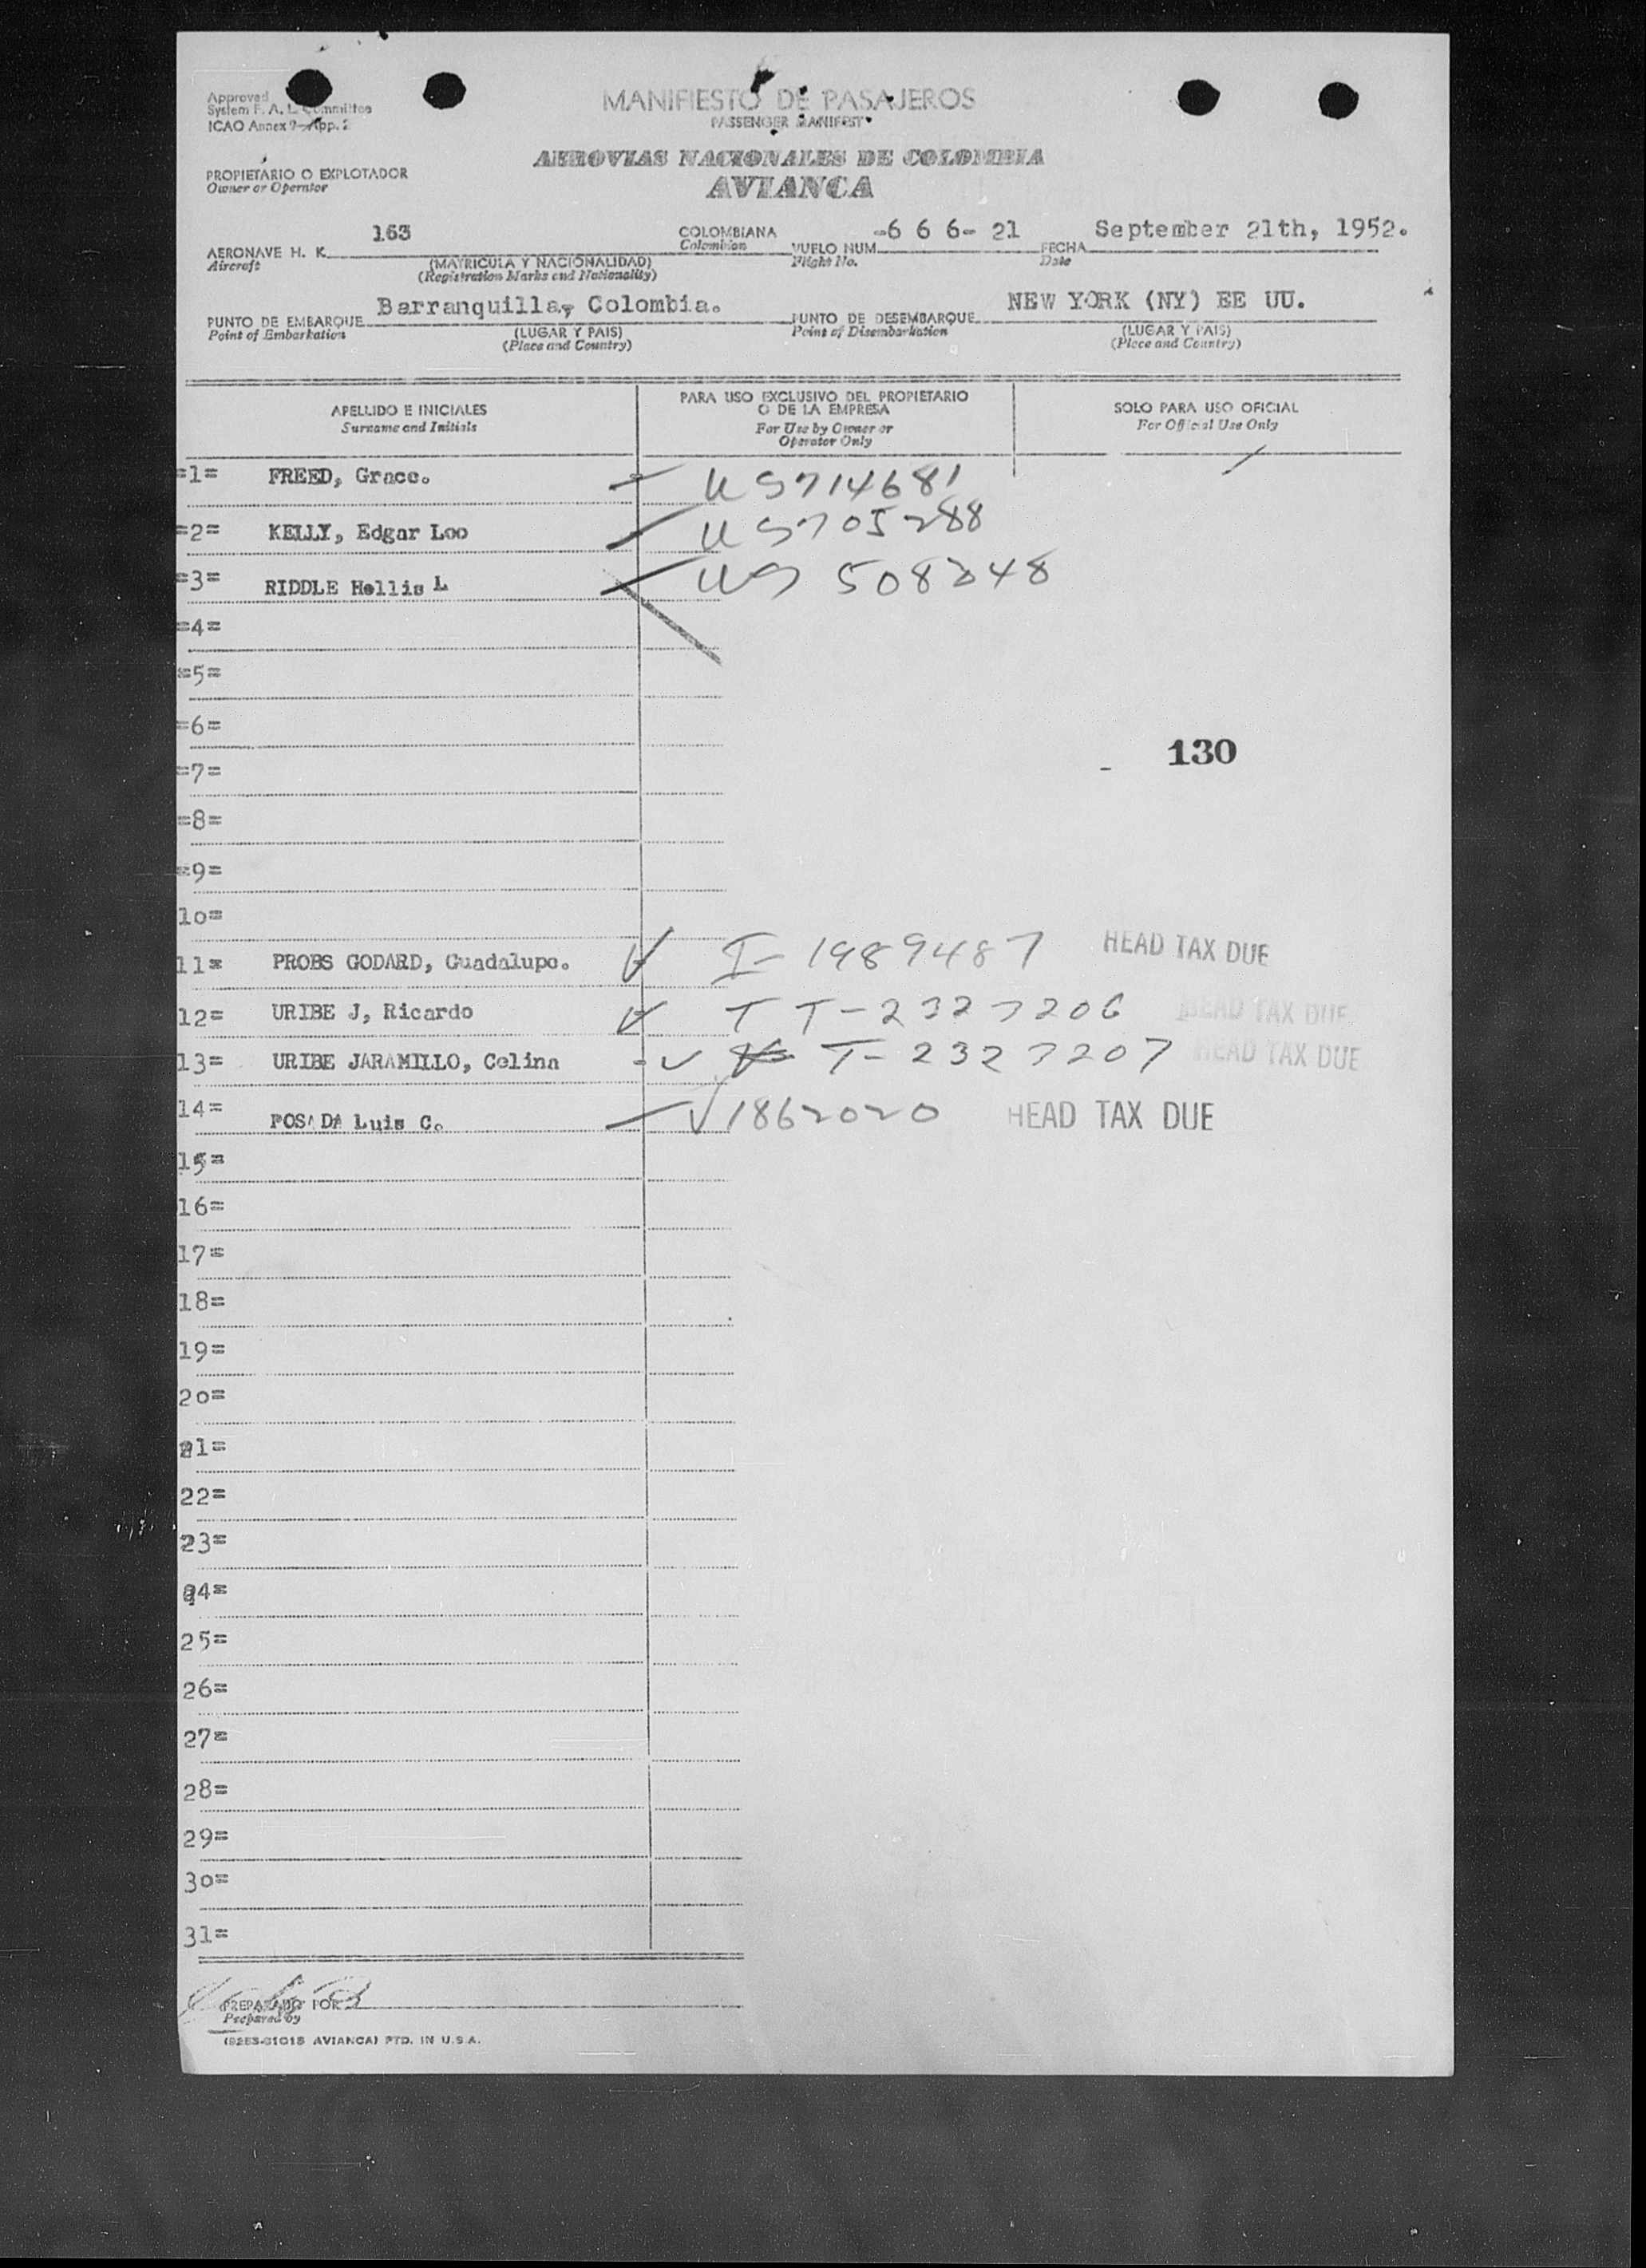 Approved
System F. A. L. Committee
ICAO Annex 9-App. 2
MANIFIESTO DE PASAJEROS
PASSENGER MANIFEST
AEROVIAS NACIONALES DE COLOMBIA
AVIANCA
PROPIETARIO O EXPLOTADOR
Owner or Operator
AERONAVE H. K. 163 COLOMBIANA VUELO NUM. -6 6 6- 21 FECHA September 21th, 1952.
Aircraft (MATRICULA Y NACIONALIDAD) Colombian Flight No. Date
(Registration Marks and Nationality)
PUNTO DE EMBARQUE Barranquilla, Colombia. PUNTO DE DESEMBARQUE NEW YORK (NY) EE UU.
Point of Embarkation (LUGAR Y PAIS) Point of Disembarkation (LUGAR Y PAIS)
(Place and Country) (Place and Country)
APELLIDO E INICIALES
Surname and Initials
PARA USO EXCLUSIVO DEL PROPIETARIO
O DE LA EMPRESA
For Use by Owner or
Operator Only
SOLO PARA USO OFICIAL
For Official Use Only
=1= FREED, Grace. US714681
=2= KELLY, Edgar Loo US705288
=3= RIDDLE Hollis L US 508348
=4=
=5=
=6=
130
=7=
=8=
=9=
10=
11= PROBS GODARD, Guadalupe. I-1989487 HEAD TAX DUE
12= URIBE J, Ricardo T T-2327206 HEAD TAX DUE
13= URIBE JARAMILLO, Celina T-2327207 HEAD TAX DUE
14= POSADA Luis C. 1862020 HEAD TAX DUE
15=
16=
17=
18=
19=
20=
21=
22=
23=
24=
25=
26=
27=
28=
29=
30=
31=
PREPARADO POR
Prepared by
(8253-61015 AVIANCA) PTD. IN U.S.A.